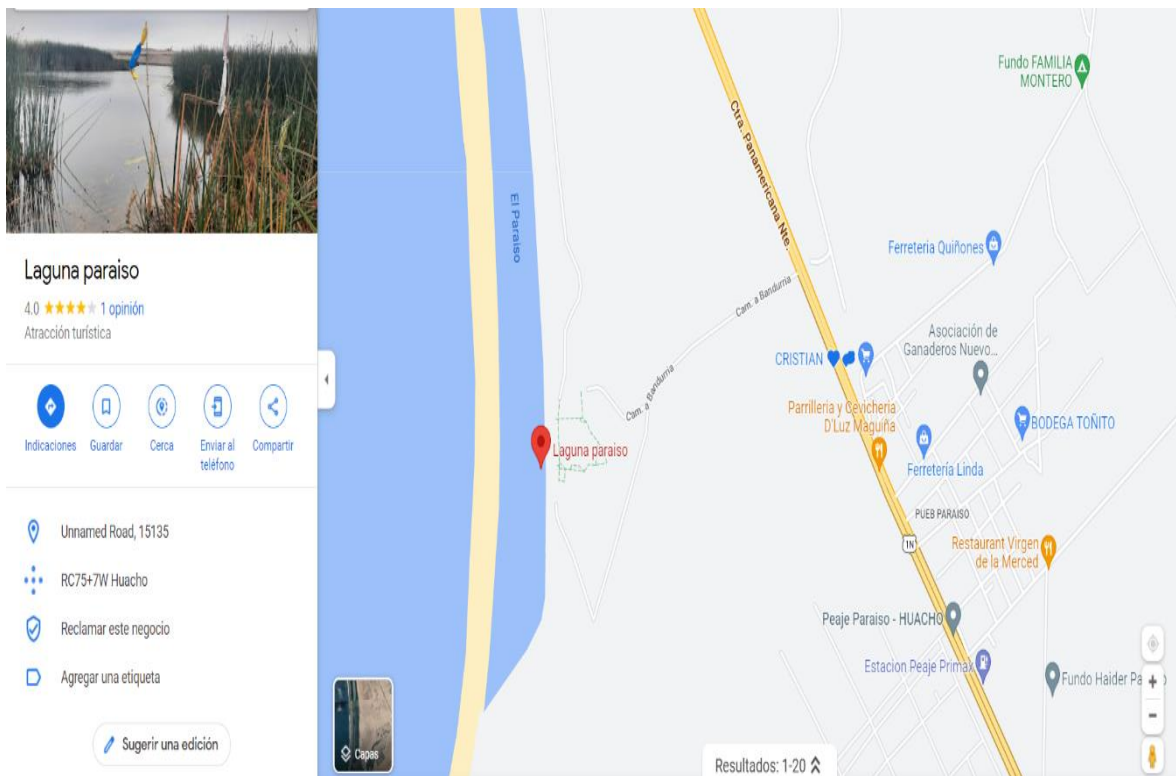 Laguna paraiso
4.0 1 opinión
Atracción turística
Indicaciones
Guardar
Cerca
Enviar al
teléfono
Compartir
Unnamed Road, 15135
RC75+7W Huacho
Reclamar este negocio
Agregar una etiqueta
Sugerir una edición
Capas
El Paraiso
Ctra. Panamericana Nte.
Fundo FAMILIA
MONTERO
Ferreteria Quiñones
Cam. a Bandurria
Asociación de
Ganaderos Nuevo...
CRISTIAN
Parrilleria y Cevicheria
D'Luz Maguiña
BODEGA TOÑITO
Cam. a Bandurria
Laguna paraiso
Ferretería Linda
PUEB PARAISO
1N
Restaurant Virgen
de la Merced
Peaje Paraiso - HUACHO
Estacion Peaje Primax
Fundo Haider
Resultados: 1-20